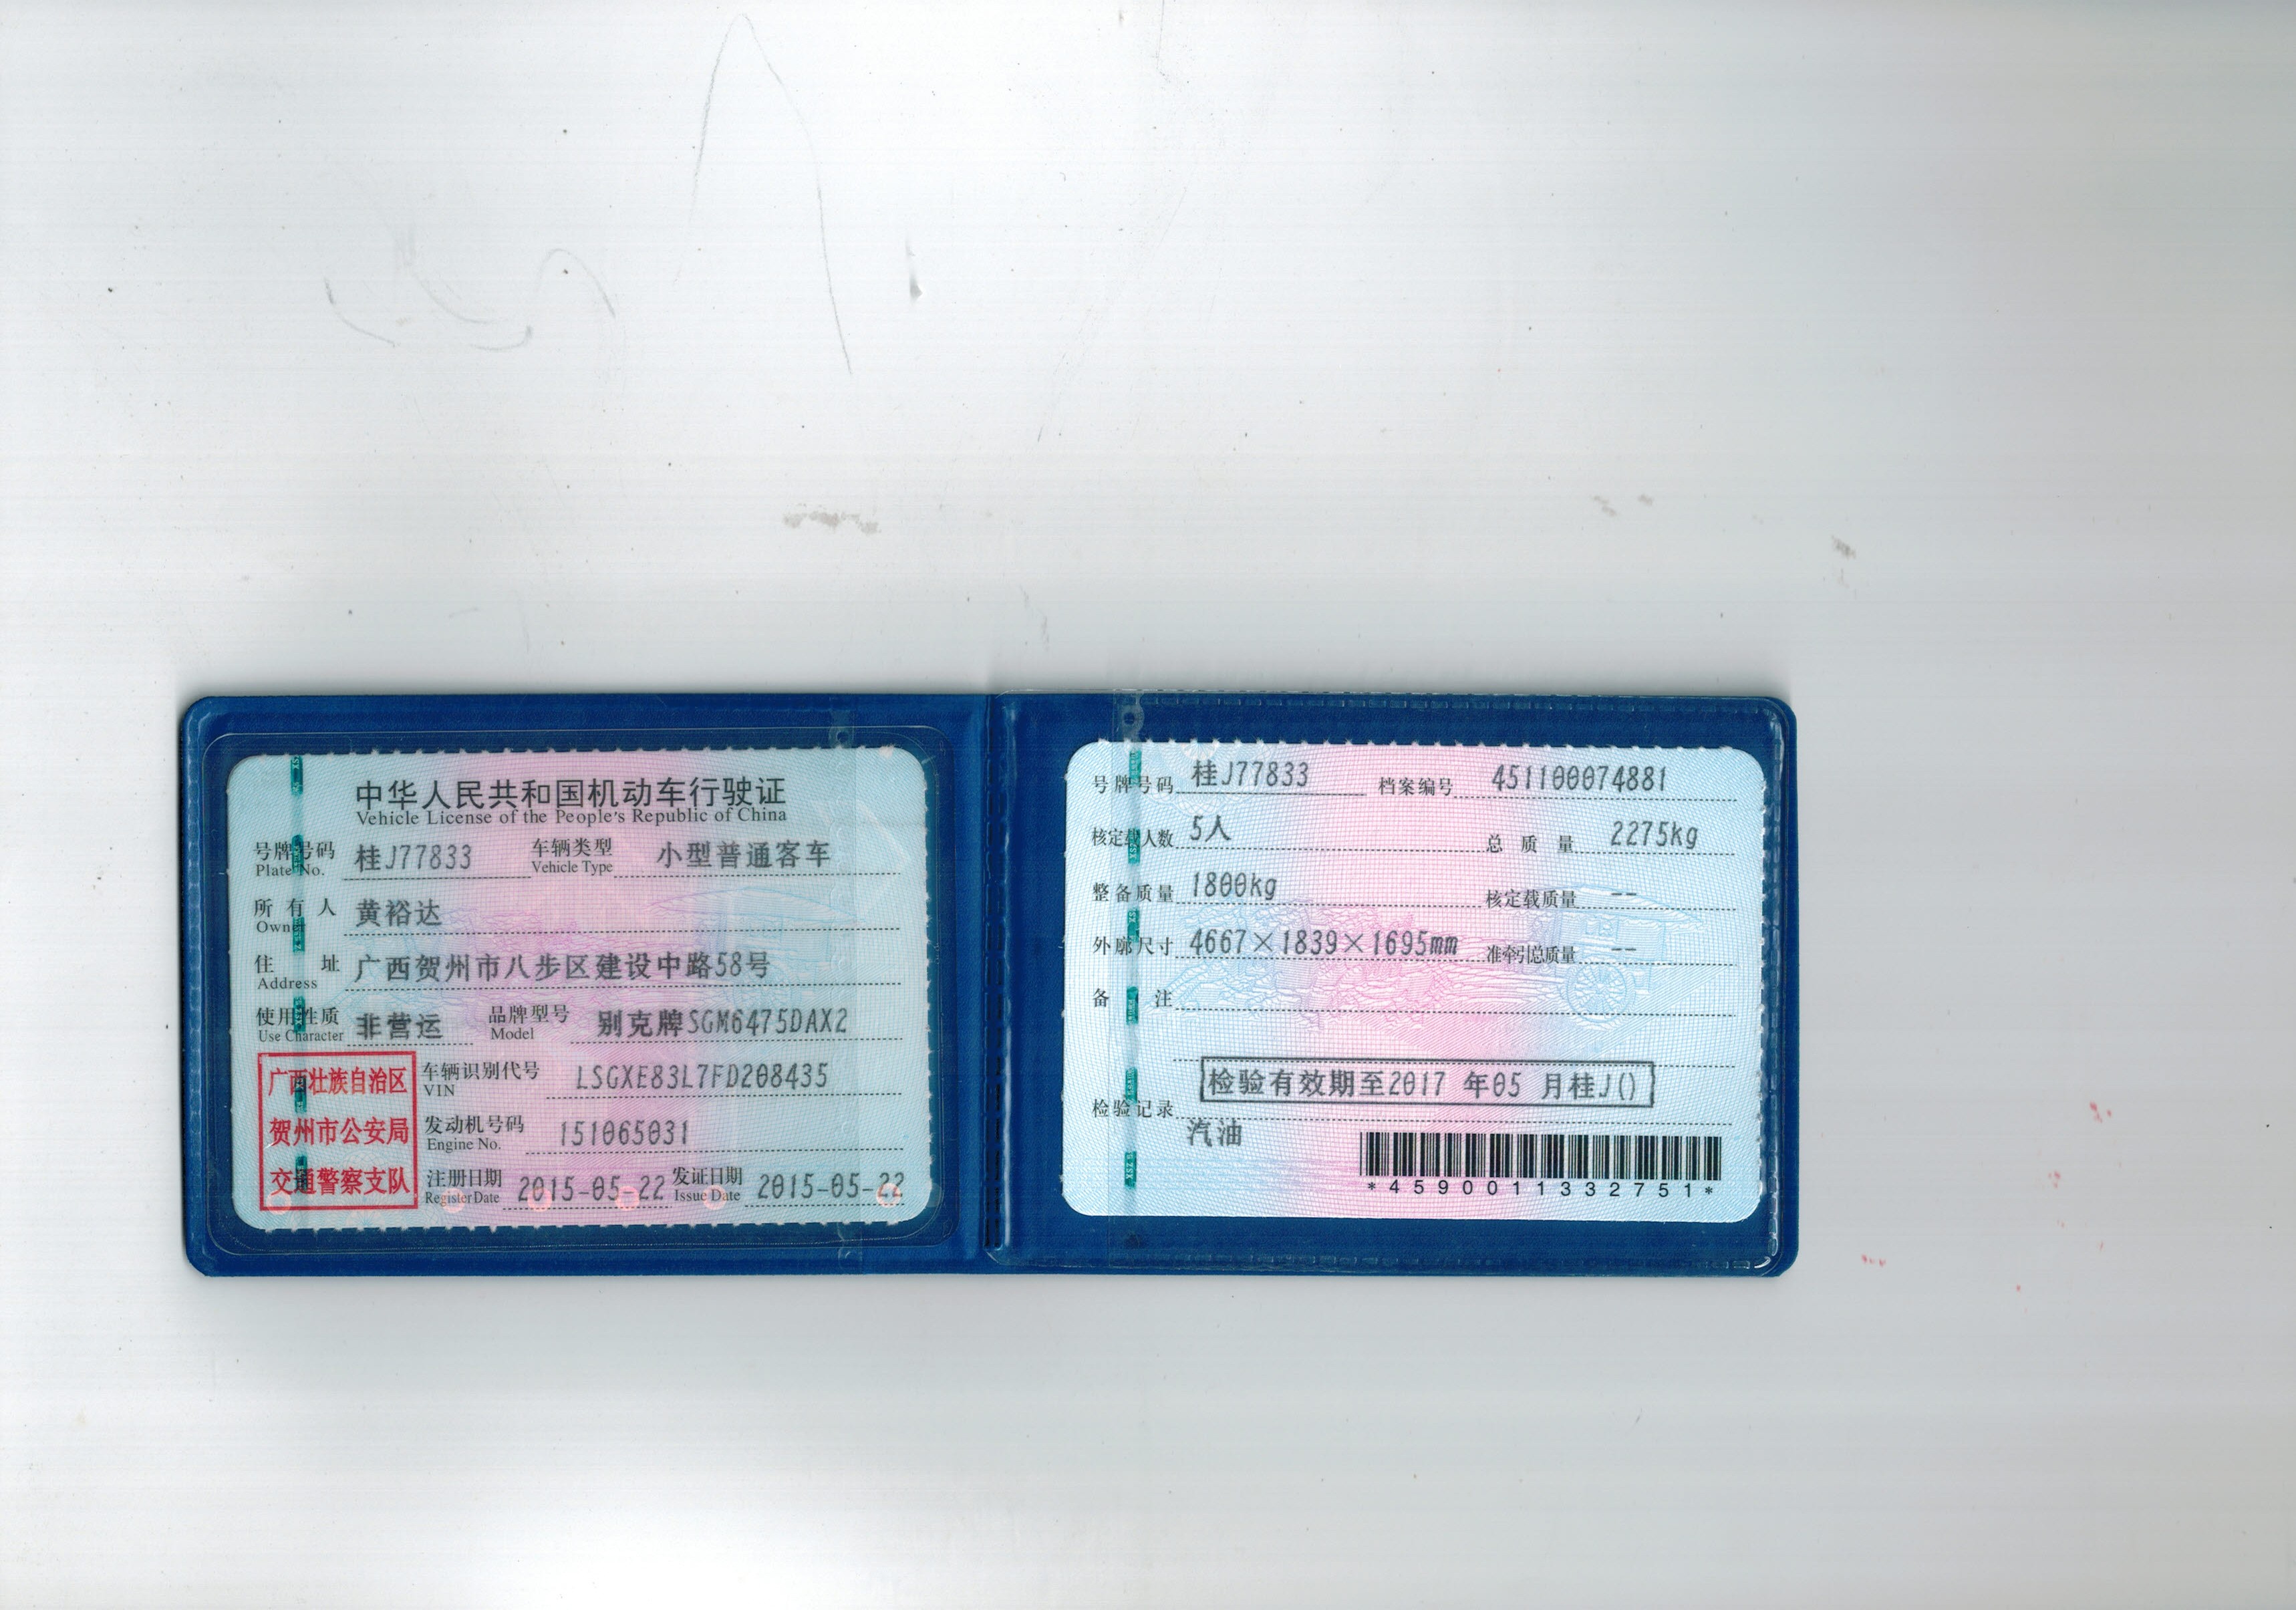 中华人民共和国机动车行驶证
Vehicle License of the People's Republic of China
号牌号码 桂J77833 车辆类型 小型普通客车
Plate No. Vehicle Type
所有人 黄裕达
Owner
住址 广西贺州市八步区建设中路58号
Address
使用性质 非营运 品牌型号 别克牌SGM6475DAX2
Use Character Model
广西壮族自治区
贺州市公安局
交通警察支队
车辆识别代号 LSGXE83L7FD208435
VIN
发动机号码 151065031
Engine No.
注册日期 2015-05-22 发证日期 2015-05-22
Register Date Issue Date
号牌号码 桂J77833 档案编号 451100074881
核定载人数 5人 总质量 2275kg
整备质量 1800kg 核定载质量 --
外廓尺寸 4667×1839×1695mm 准牵引总质量 --
备注
检验有效期至2017 年05 月桂J()
检验记录
汽油
*4590011332751*